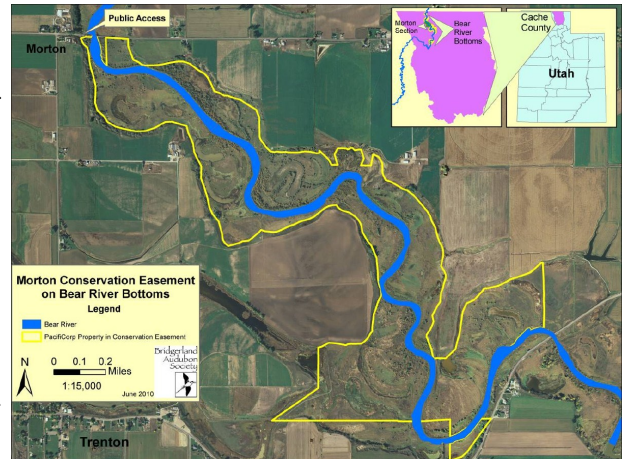 Public Access
Morton
Morton
Section
Bear
River
Bottoms
Cache
County
Utah
Morton Conservation Easement
on Bear River Bottoms
Legend
Bear River
PacifiCorp Property in Conservation Easement
N
0 0.1 0.2
Miles
1:15,000
Bridgerland
Audubon
Society
June 2010
Trenton